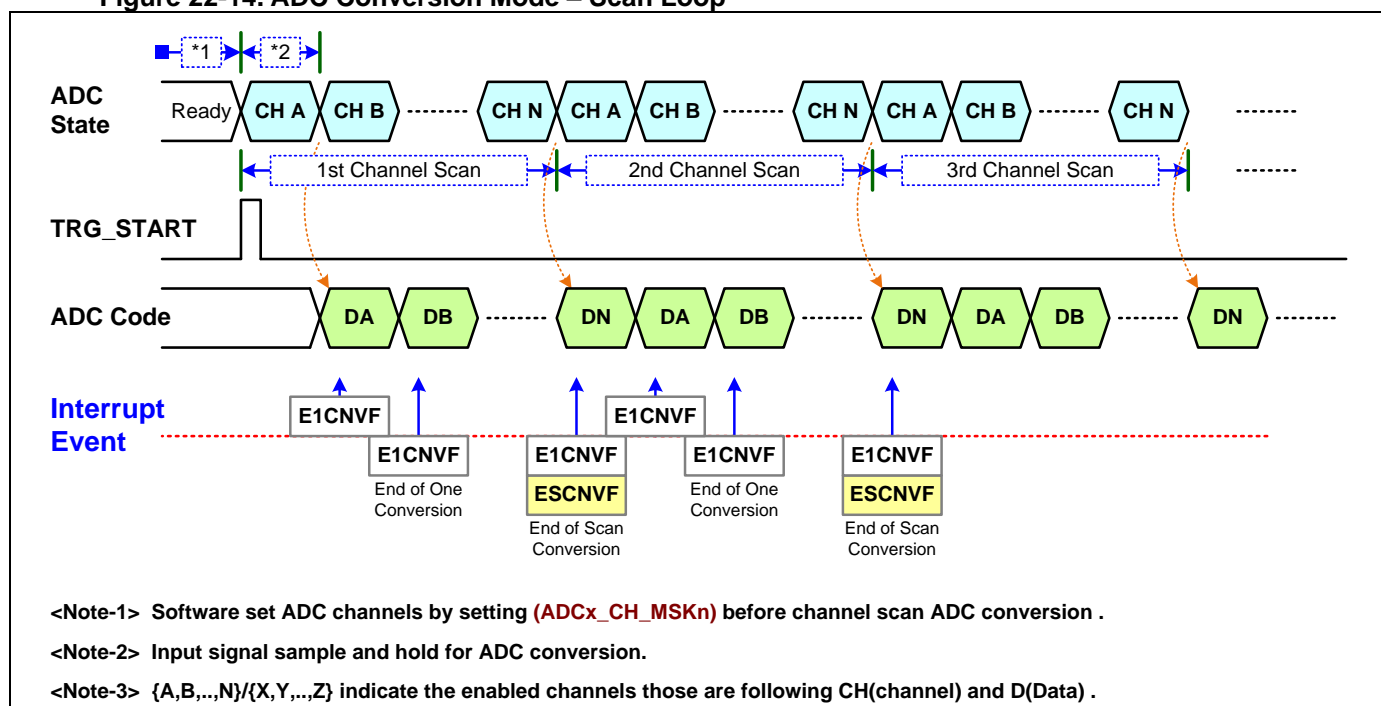 Figure 22-14. ADC Conversion Mode – Scan Loop
*1 *2
ADC State
Ready CH A CH B CH N CH A CH B CH N CH A CH B CH N
1st Channel Scan 2nd Channel Scan 3rd Channel Scan
TRG_START
ADC Code
DA DB DN DA DB DN DA DB DN
Interrupt Event
E1CNVF E1CNVF
E1CNVF E1CNVF E1CNVF E1CNVF
End of One Conversion ESCNVF End of One Conversion ESCNVF
End of Scan Conversion End of Scan Conversion
<Note-1> Software set ADC channels by setting (ADCx_CH_MSKn) before channel scan ADC conversion .
<Note-2> Input signal sample and hold for ADC conversion.
<Note-3> {A,B,..,N}/{X,Y,..,Z} indicate the enabled channels those are following CH(channel) and D(Data) .